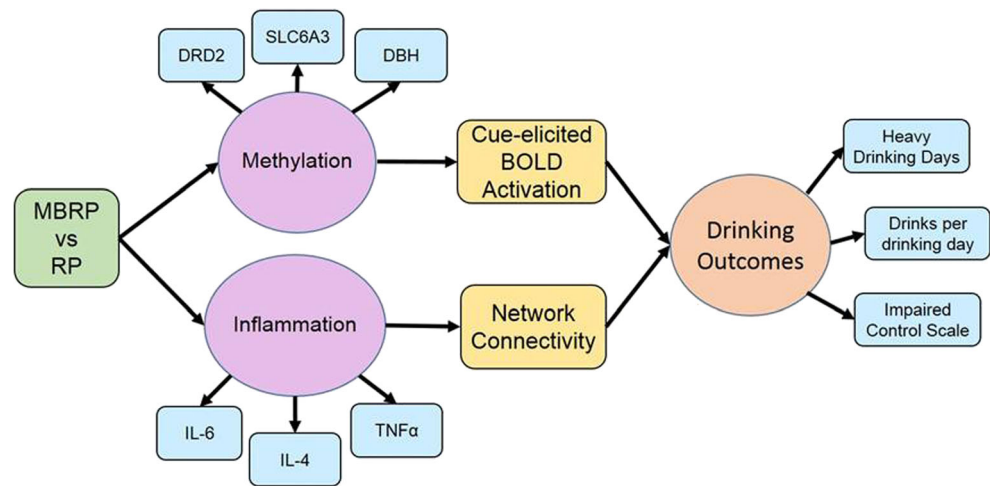 SLC6A3
DRD2
DBH
Methylation
Cue-elicited
BOLD
Activation
Heavy
Drinking Days
MBRP
vs
RP
Drinking
Outcomes
Drinks per
drinking day
Inflammation
Network
Connectivity
Impaired
Control Scale
IL-6
IL-4
TNFα